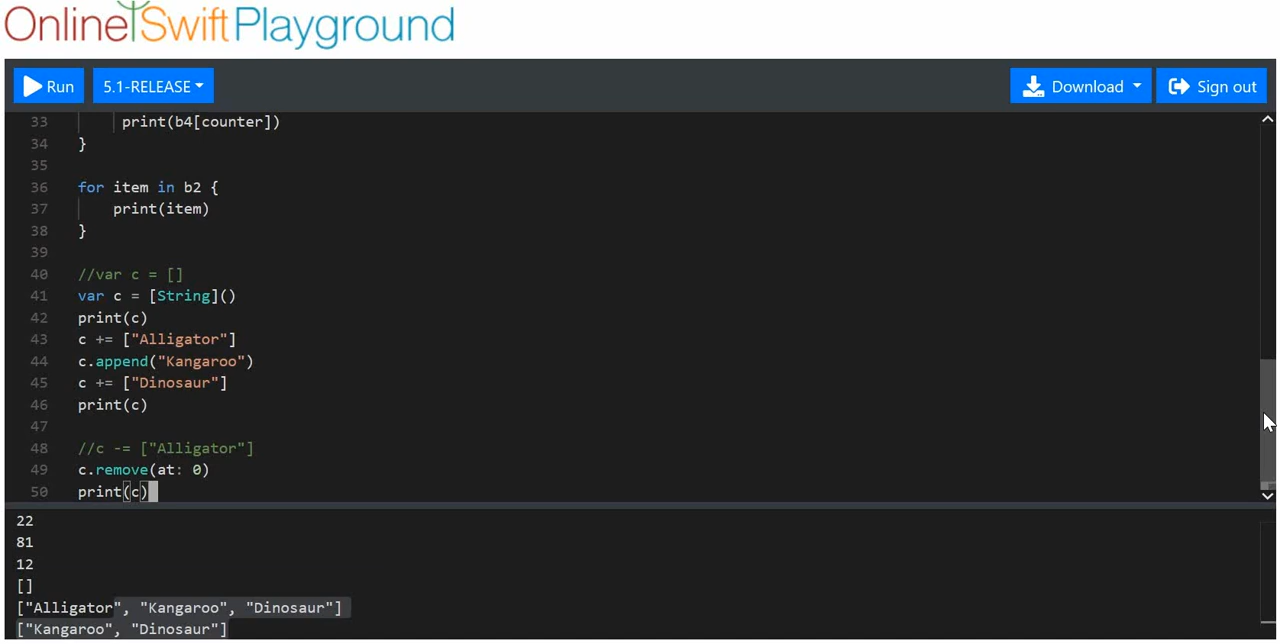 Online Swift Playground
Run 5.1-RELEASE Download Sign out
33 print(b4[counter])
34 }
35
36 for item in b2 {
37 print(item)
38 }
39
40 //var c = []
41 var c = [String]()
42 print(c)
43 c += ["Alligator"]
44 c.append("Kangaroo")
45 c += ["Dinosaur"]
46 print(c)
47
48 //c -= ["Alligator"]
49 c.remove(at: 0)
50 print(c)
22
81
12
[]
["Alligator", "Kangaroo", "Dinosaur"]
["Kangaroo", "Dinosaur"]